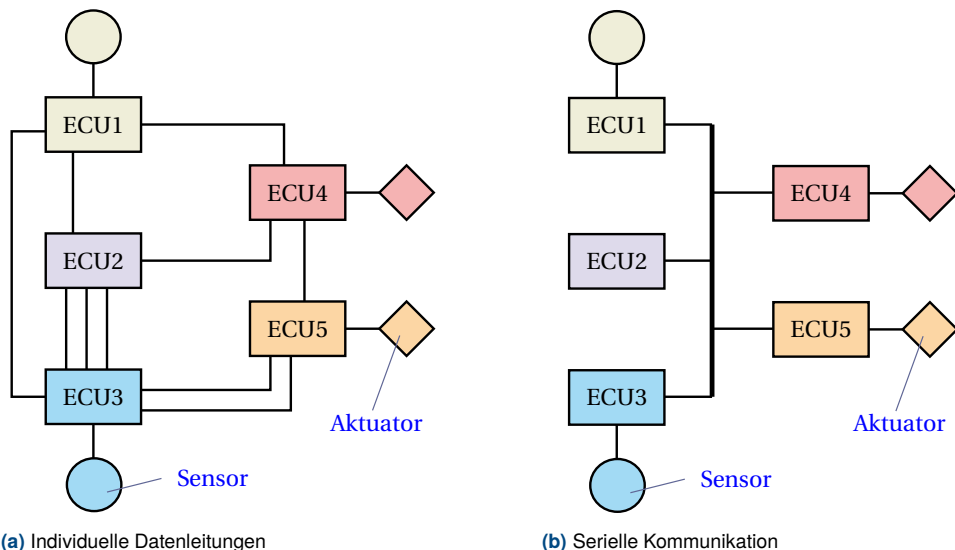 ECU1
ECU4
ECU2
ECU5
ECU3
Aktuator
Sensor
(a) Individuelle Datenleitungen
ECU1
ECU4
ECU2
ECU5
ECU3
Aktuator
Sensor
(b) Serielle Kommunikation